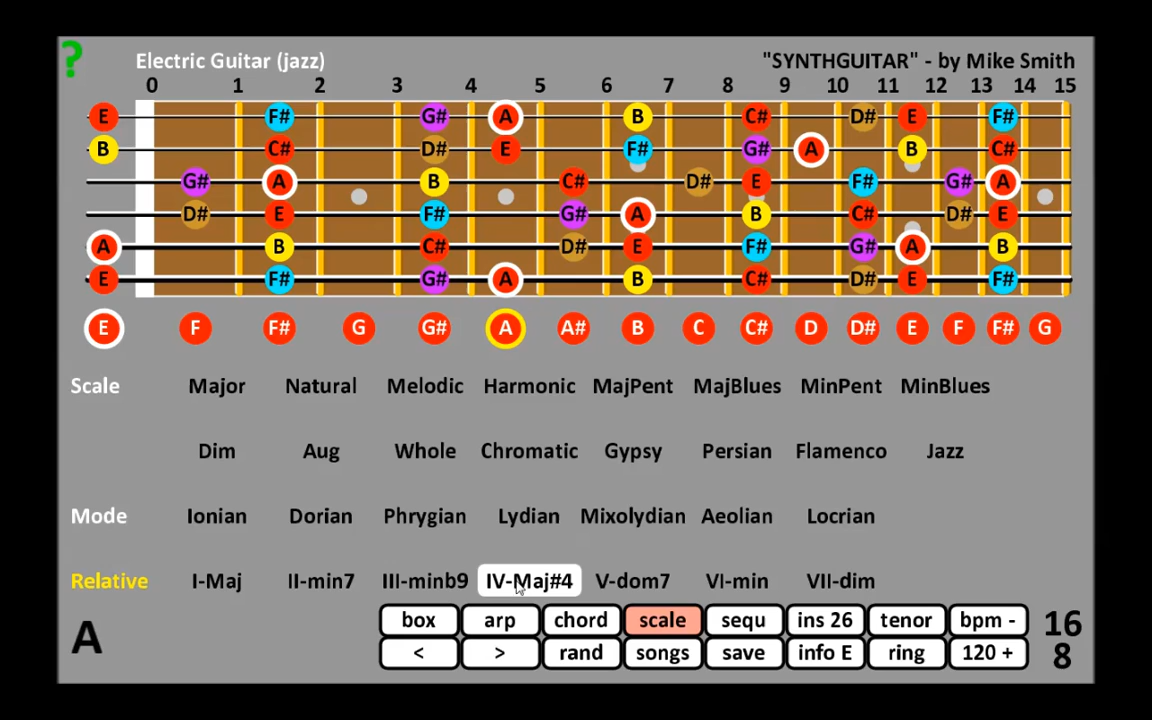 ?
Electric Guitar (jazz) "SYNTHGUITAR" - by Mike Smith
0 1 2 3 4 5 6 7 8 9 10 11 12 13 14 15
E F# G# A B C# D# E F#
B C# D# E F# G# A B C#
G# A B C# D# E F# G# A
D# E F# G# A B C# D# E
A B C# D# E F# G# A B
E F# G# A B C# D# E F#
E F F# G G# A A# B C C# D D# E F F# G
Scale Major Natural Melodic Harmonic MajPent MajBlues MinPent MinBlues
Dim Aug Whole Chromatic Gypsy Persian Flamenco Jazz
Mode Ionian Dorian Phrygian Lydian Mixolydian Aeolian Locrian
Relative I-Maj II-min7 III-minb9 IV-Maj#4 V-dom7 VI-min VII-dim
A box arp chord scale sequ ins 26 tenor bpm - 16
< > rand songs save info E ring 120 + 8